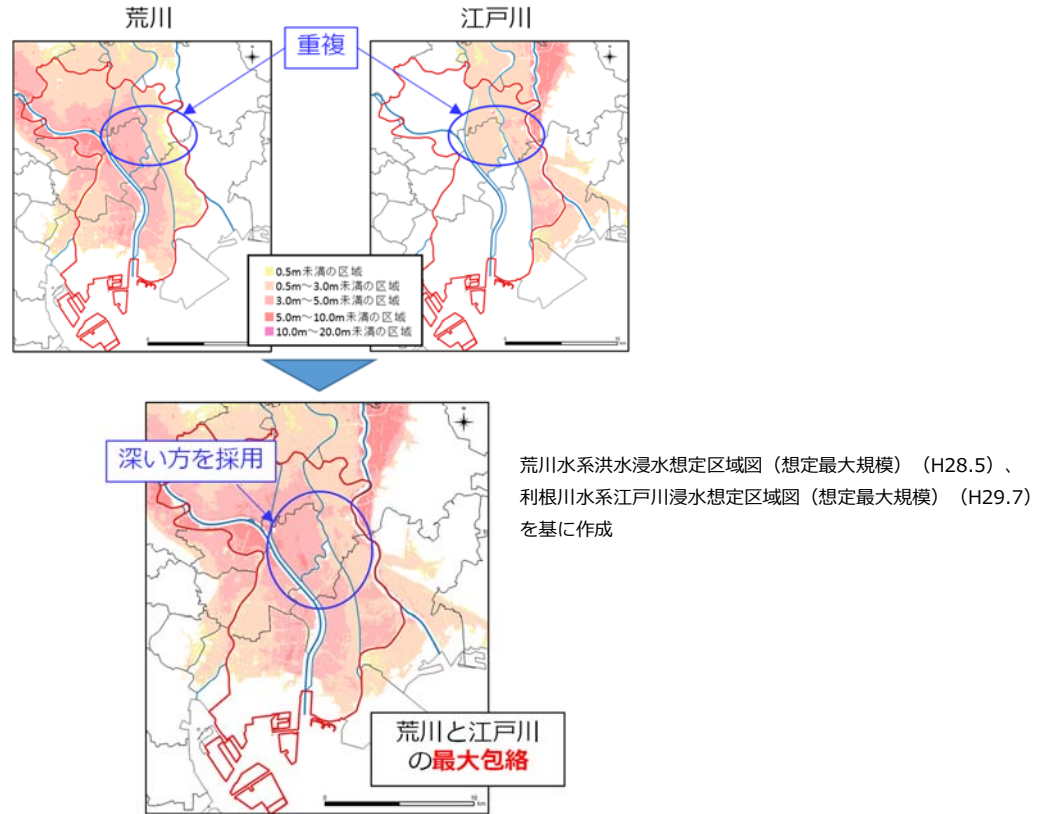 荒川
江戸川
重複
0.5m未満の区域
0.5m～3.0m未満の区域
3.0m～5.0m未満の区域
5.0m～10.0m未満の区域
10.0m～20.0m未満の区域
深い方を採用
荒川水系洪水浸水想定区域図（想定最大規模）（H28.5）、
利根川水系江戸川浸水想定区域図（想定最大規模）（H29.7）
を基に作成
荒川と江戸川
の最大包絡